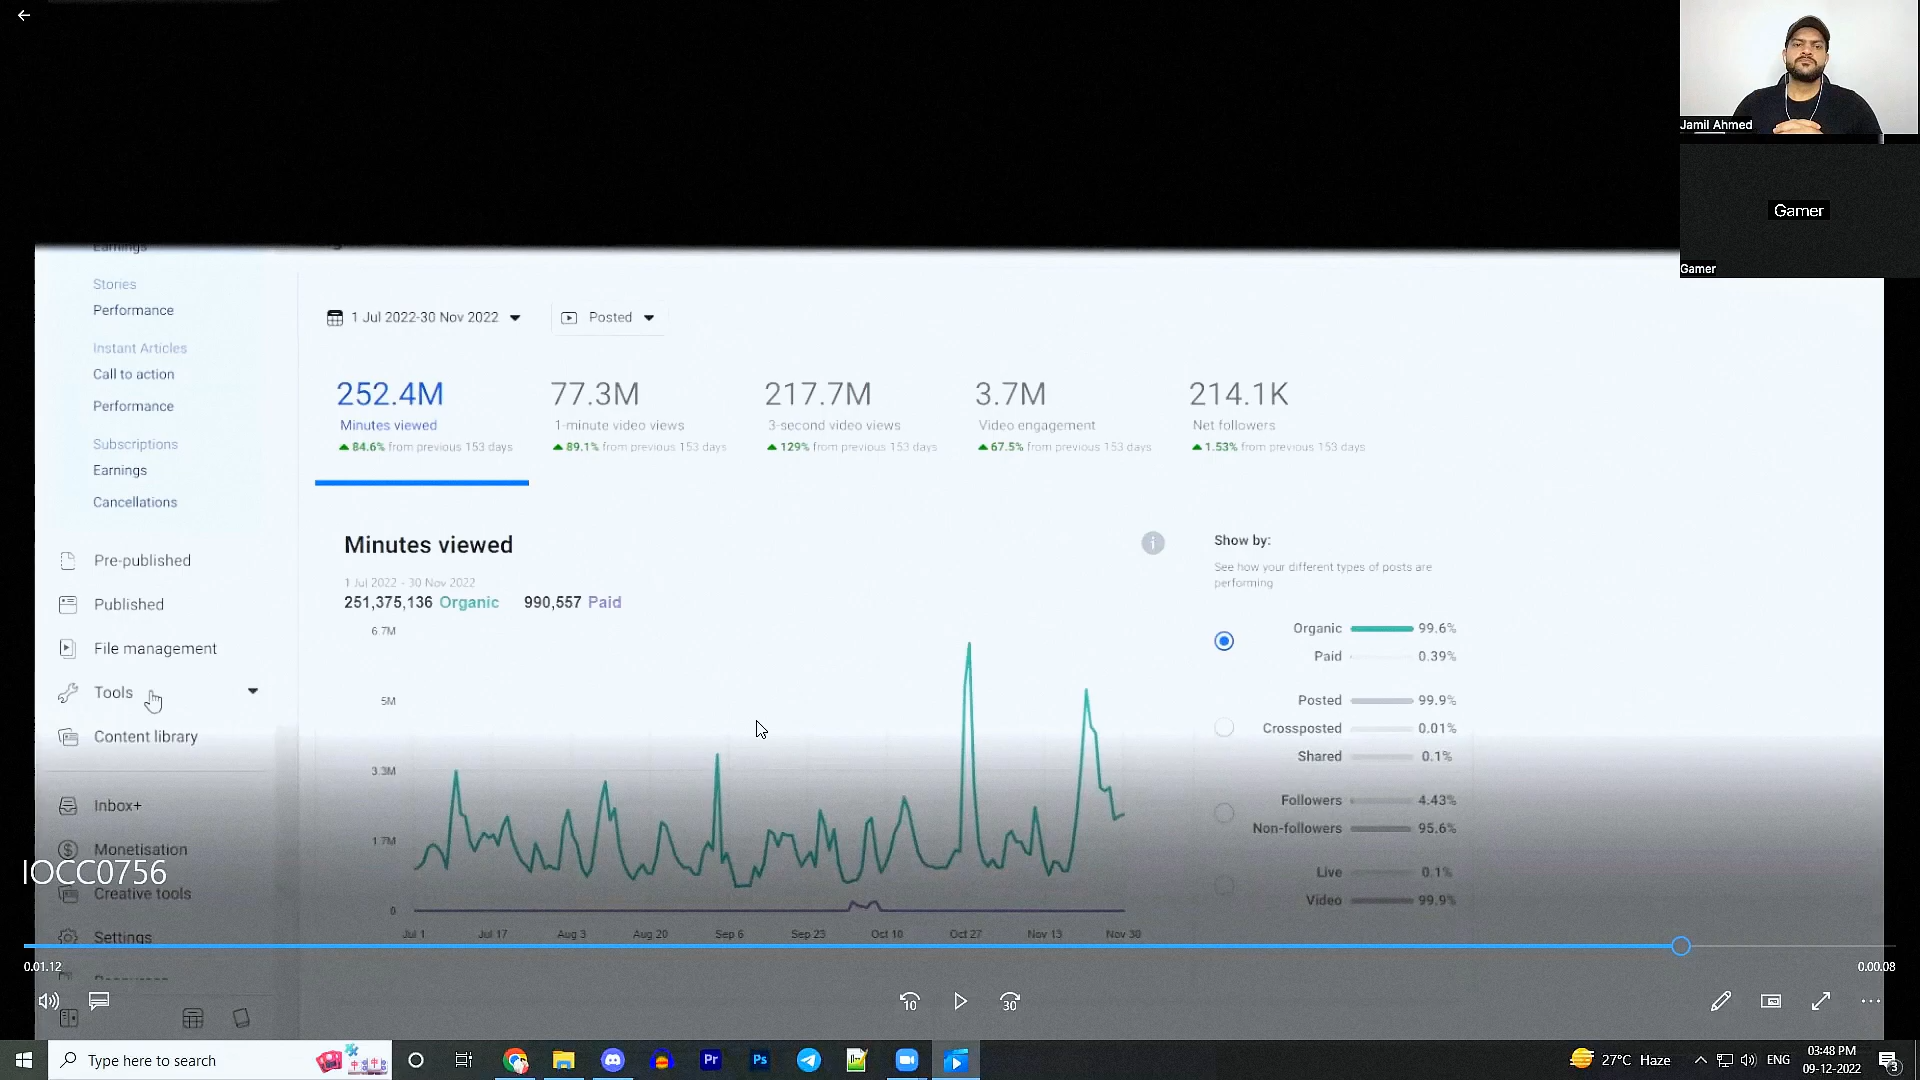 Jamil Ahmed
Gamer
Gamer
Earnings
Stories
Performance
Instant Articles
Call to action
Performance
Subscriptions
Earnings
Cancellations
Pre-published
Published
File management
Tools
Content library
Inbox+
Monetisation
Creative tools
Settings
1 Jul 2022-30 Nov 2022
Posted
252.4M
Minutes viewed
84.6% from previous 153 days
77.3M
1-minute video views
89.1% from previous 153 days
217.7M
3-second video views
129% from previous 153 days
3.7M
Video engagement
67.5% from previous 153 days
214.1K
Net followers
1.53% from previous 153 days
Minutes viewed
1 Jul 2022 - 30 Nov 2022
251,375,136 Organic 990,557 Paid
6.7M
5M
3.3M
1.7M
0
Jul 1 Jul 17 Aug 3 Aug 20 Sep 6 Sep 23 Oct 10 Oct 27 Nov 13 Nov 30
Show by:
See how your different types of posts are
performing
Organic 99.6%
Paid 0.39%
Posted 99.9%
Crossposted 0.01%
Shared 0.1%
Followers 4.43%
Non-followers 95.6%
Live 0.1%
Video 99.9%
IOCC0756
0:01:12
0:00:08
10
30
Type here to search
Pr
Ps
27°C Haze
ENG
03:48 PM
09-12-2022
3